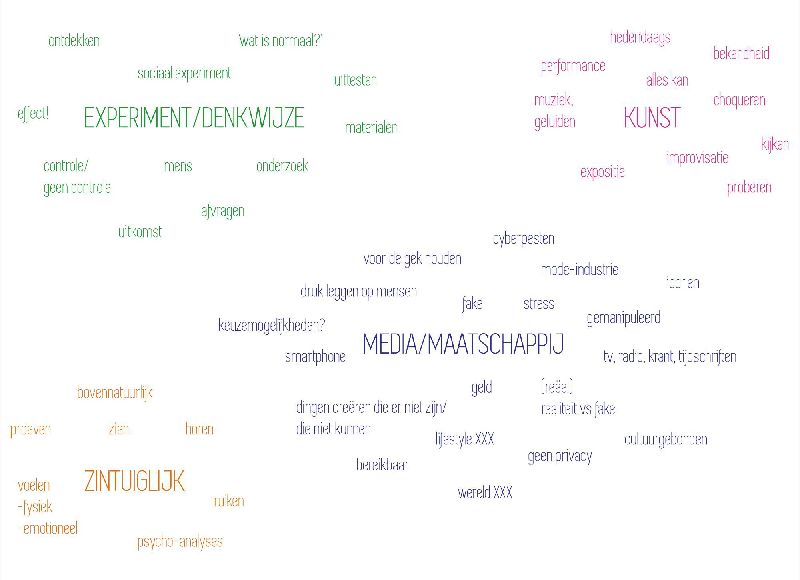 ontdekken
'wat is normaal?'
sociaal experiment
uittesten
effect!
EXPERIMENT/DENKWIJZE
materialen
controle/
geen controle
mens
onderzoek
afvragen
uitkomst
hedendaags
bekendheid
performance
alles kan
muziek,
geluiden
choqueren
KUNST
kijken
improvisatie
expositie
proberen
cyberpesten
voor de gek houden
mode-industrie
druk leggen op mensen
fake
stress
gemanipuleerd
keuzemogelijkheden?
MEDIA/MAATSCHAPPIJ
smartphone
tv, radio, krant, tijdschriften
geld
(reëel)
realiteit vs fake
dingen creëren die er niet zijn/
die niet kunnen
lifestyle XXX
cultuurgebonden
geen privacy
bereikbaar
wereld XXX
bovennatuurlijk
proeven
zien
horen
ZINTUIGLIJK
voelen
-fysiek
- emotioneel
ruiken
psycho-analyses